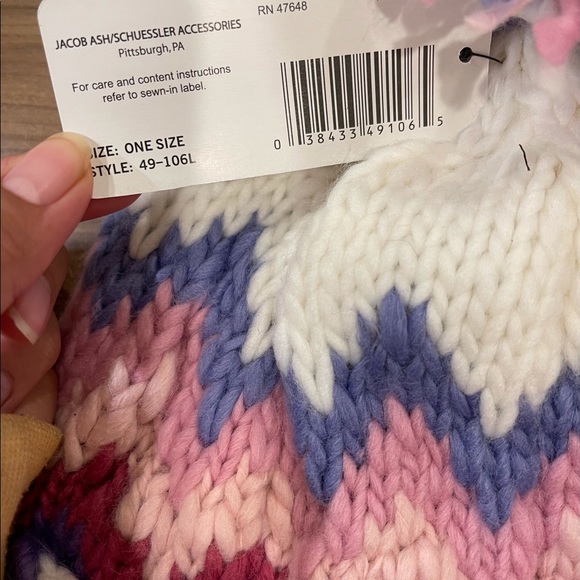 RN 47648
JACOB ASH/SCHUESSLER ACCESSORIES
Pittsburgh, PA
For care and content instructions
refer to sewn-in label.
0 38433 49106 5
SIZE: ONE SIZE
STYLE: 49-106L